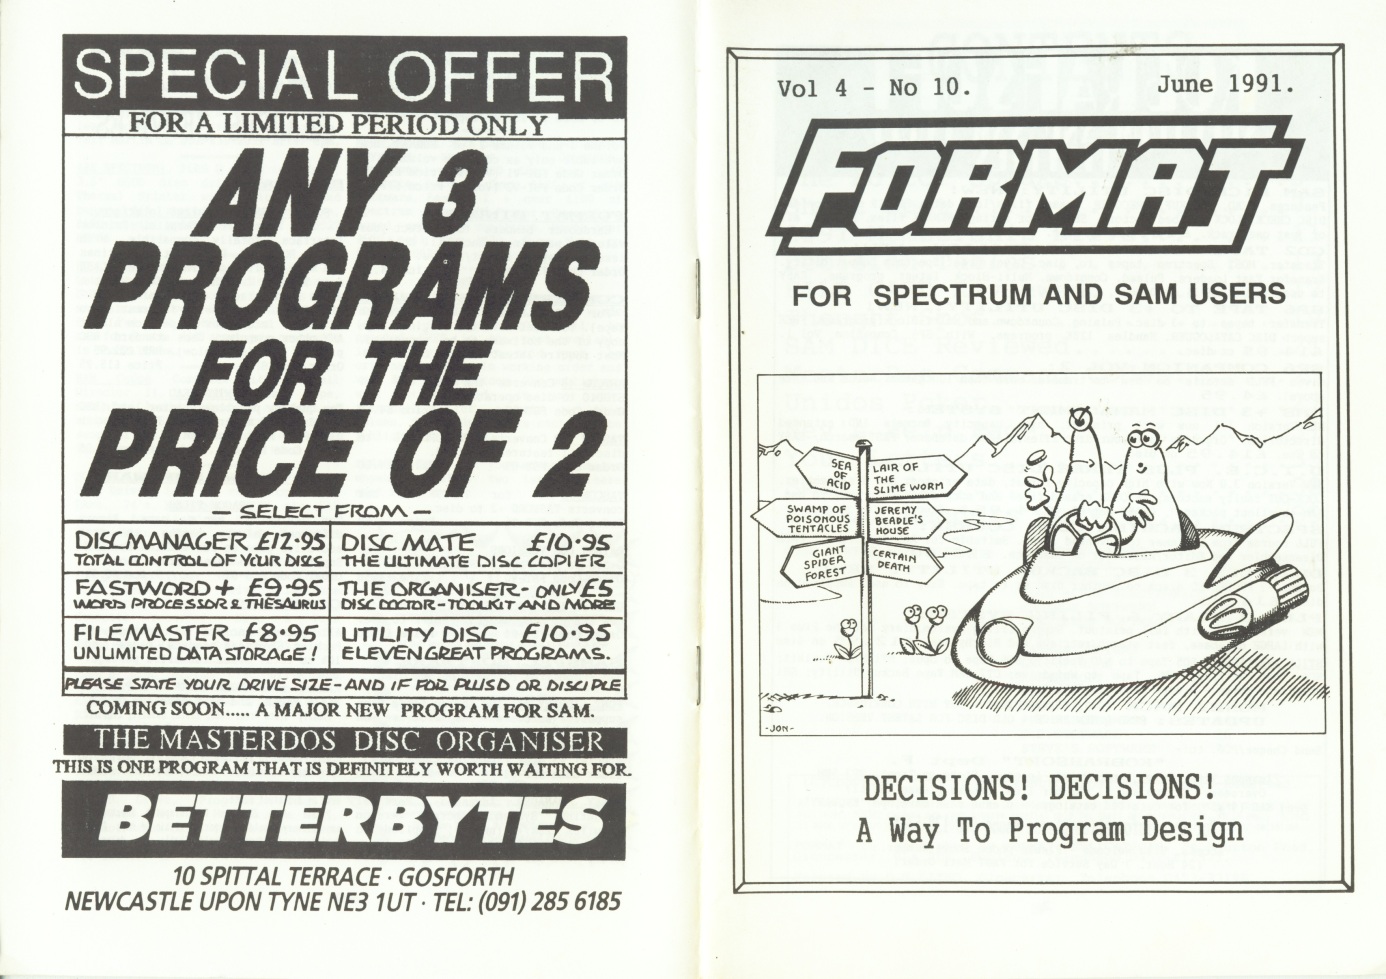 SPECIAL OFFER
FOR A LIMITED PERIOD ONLY
ANY 3
PROGRAMS
FOR THE
PRICE OF 2
- SELECT FROM -
DISCMANAGER £12·95
TOTAL CONTROL OF YOUR DISCS
DISC MATE £10·95
THE ULTIMATE DISC COPIER
FASTWORD + £9·95
WORD PROCESSOR & THESAURUS
THE ORGANISER - ONLY £5
DISC DOCTOR - TOOLKIT AND MORE
FILEMASTER £8·95
UNLIMITED DATA STORAGE !
UTILITY DISC £10·95
ELEVEN GREAT PROGRAMS.
PLEASE STATE YOUR DRIVE SIZE - AND IF FOR PLUS D OR DISCIPLE
COMING SOON..... A MAJOR NEW PROGRAM FOR SAM.
THE MASTERDOS DISC ORGANISER
THIS IS ONE PROGRAM THAT IS DEFINITELY WORTH WAITING FOR.
BETTERBYTES
10 SPITTAL TERRACE · GOSFORTH
NEWCASTLE UPON TYNE NE3 1UT · TEL: (091) 285 6185
Vol 4 - No 10. June 1991.
FORMAT
FOR SPECTRUM AND SAM USERS
SEA
OF
ACID
LAIR OF
THE
SLIME WORM
SWAMP OF
POISONOUS
TENTACLES
JEREMY
BEADLE'S
HOUSE
GIANT
SPIDER
FOREST
CERTAIN
DEATH
-JON-
DECISIONS! DECISIONS!
A Way To Program Design